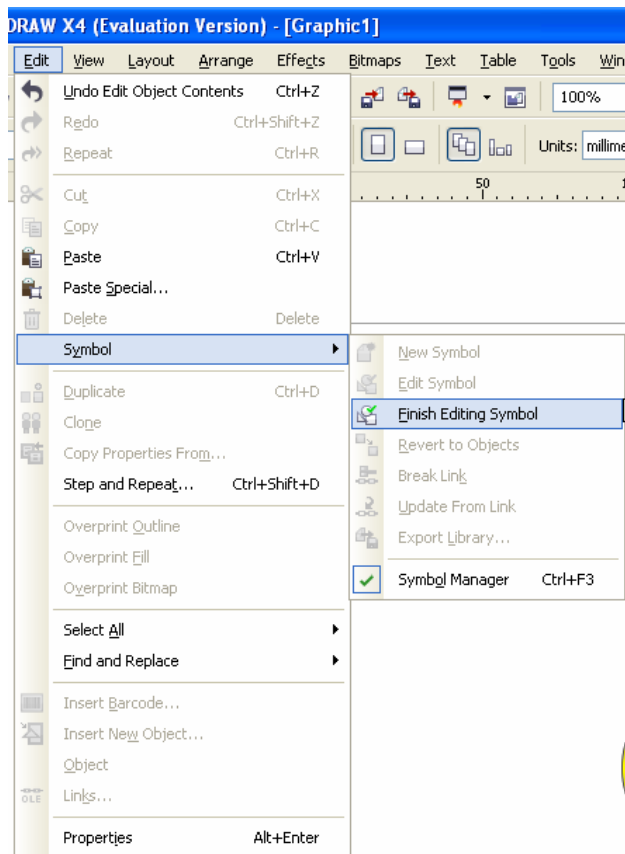 DRAW X4 (Evaluation Version) - [Graphic1]
Edit View Layout Arrange Effects Bitmaps Text Table Tools Win
Undo Edit Object Contents Ctrl+Z
100%
Redo Ctrl+Shift+Z
Repeat Ctrl+R
Units: millime
Cut Ctrl+X
50
Copy Ctrl+C
Paste Ctrl+V
Paste Special...
Delete Delete
Symbol
New Symbol
Duplicate Ctrl+D
Edit Symbol
Clone
Finish Editing Symbol
Copy Properties From...
Revert to Objects
Step and Repeat... Ctrl+Shift+D
Break Link
Overprint Outline
Update From Link
Overprint Fill
Export Library...
Overprint Bitmap
Symbol Manager Ctrl+F3
Select All
Find and Replace
Insert Barcode...
Insert New Object...
Object
OLE Links...
Properties Alt+Enter